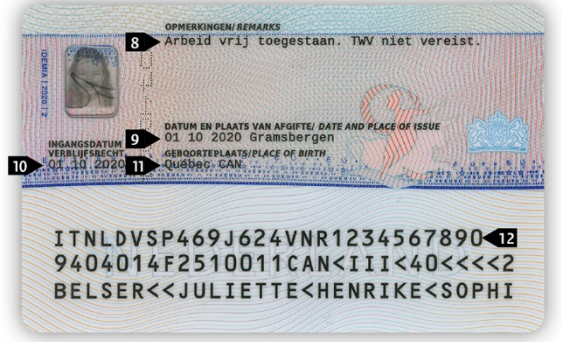 OPMERKINGEN/ REMARKS
8 Arbeid vrij toegestaan. TWV niet vereist.
IDEMIA | 2020 | 2
DATUM EN PLAATS VAN AFGIFTE/ DATE AND PLACE OF ISSUE
9 01 10 2020 Gramsbergen
INGANGSDATUM
VERBLIJFSRECHT
10 01 10 2020
GEBOORTEPLAATS/PLACE OF BIRTH
11 Québec CAN
ITNLDVSP469J624VNR1234567890 12
9404014F2510011CAN<III<40<<<<2
BELSER<<JULIETTE<HENRIKE<SOPHI